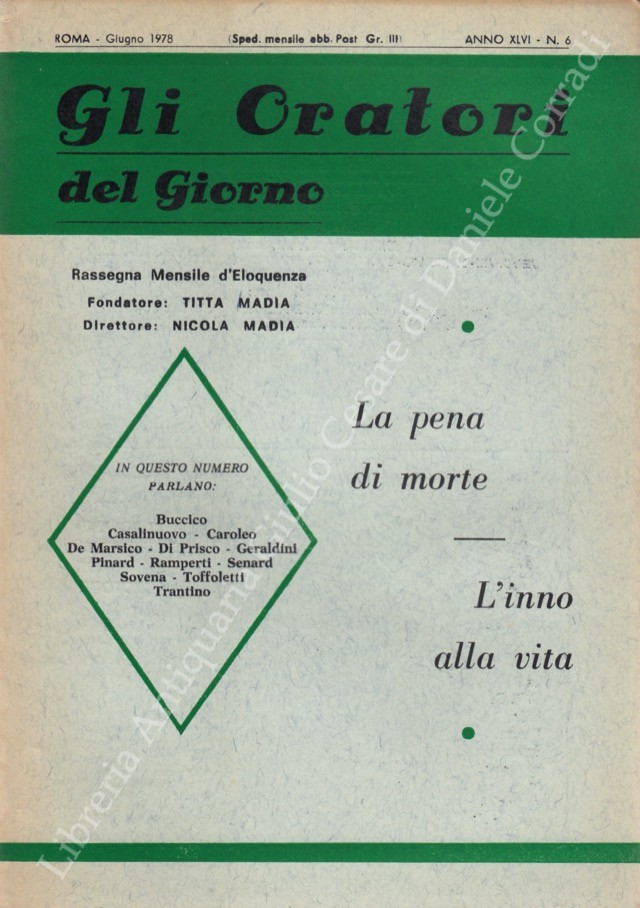 ROMA - Giugno 1978 (Sped. mensile abb. Post Gr. III) ANNO XLVI - N. 6
Gli Oratori
del Giorno
Rassegna Mensile d'Eloquenza
Fondatore: TITTA MADIA
Direttore: NICOLA MADIA
IN QUESTO NUMERO
PARLANO:
Buccico
Casalinuovo - Caroleo
De Marsico - Di Prisco - Geraldini
Pinard - Ramperti - Senard
Sovena - Toffoletti
Trantino
La pena
di morte
L'inno
alla vita
Libreria Antiquaria Giulio Cesare di Daniele Corradi